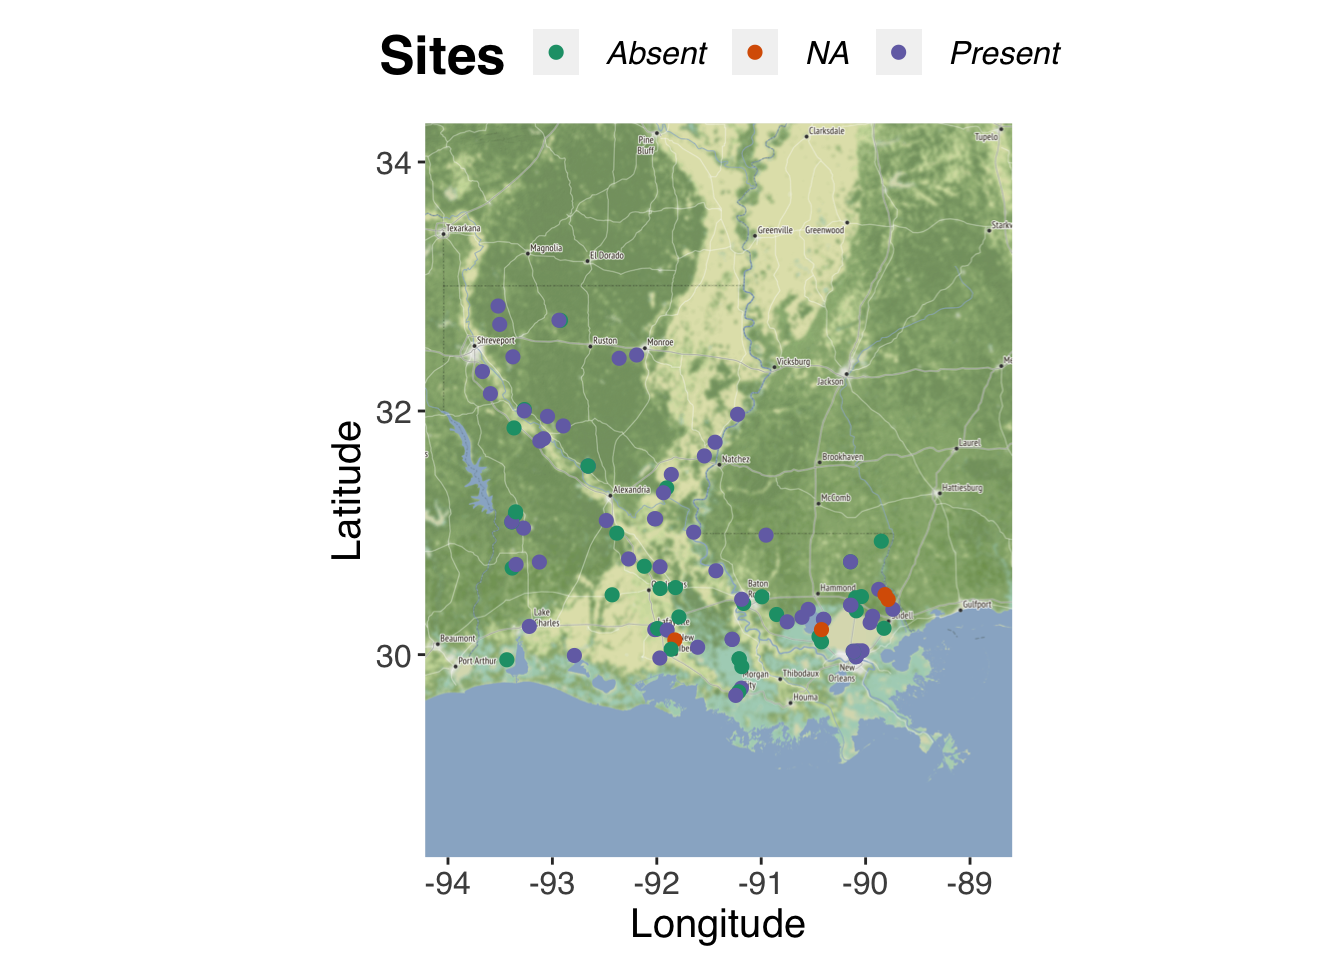 Sites Absent NA Present
Clarksdale
Tupelo
Pine
Bluff
34
Texarkana
Greenville
Greenwood
Magnolia
El Dorado
Shreveport
Ruston
Monroe
Vicksburg
Jackson
32
Laurel
Natchez
Brookhaven
Alexandria
Hattiesburg
McComb
Baton
Hammond
Gulfport
Lake
Charles
Beaumont
30
Port Arthur
New
Orleans
Morgan
Thibodaux
Houma
Latitude
-94 -93 -92 -91 -90 -89
Longitude